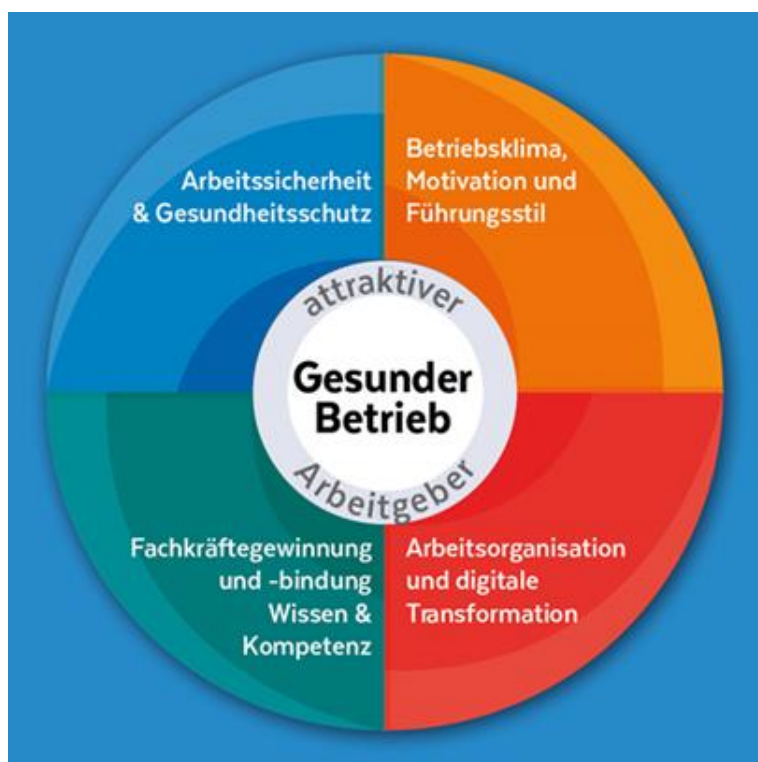 Arbeitssicherheit
& Gesundheitsschutz
Betriebsklima,
Motivation und
Führungsstil
attraktiver
Gesunder
Betrieb
Arbeitgeber
Fachkräftegewinnung
und -bindung
Wissen &
Kompetenz
Arbeitsorganisation
und digitale
Transformation